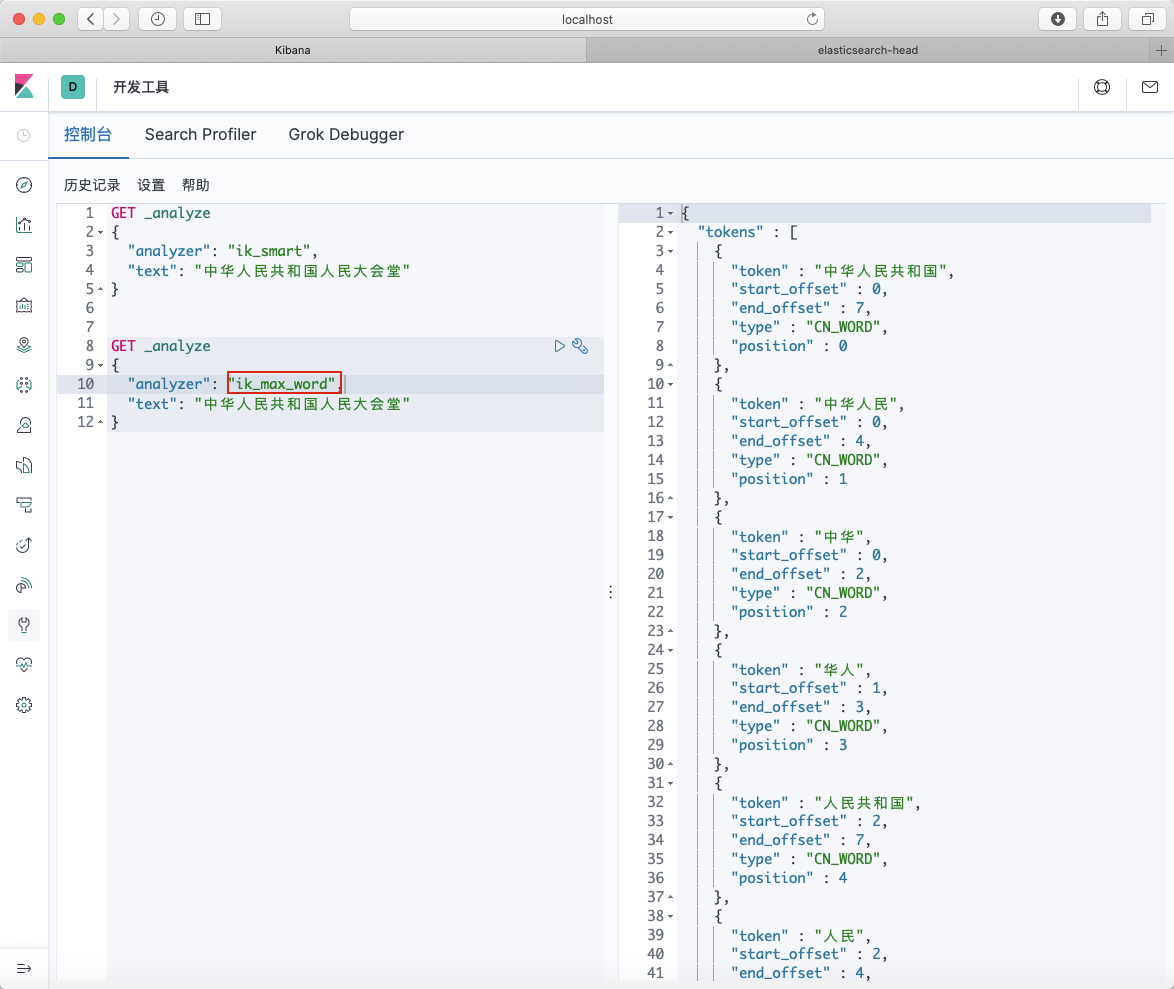 localhost
Kibana
elasticsearch-head
D
开发工具
控制台
Search Profiler
Grok Debugger
历史记录
设置
帮助
1 GET _analyze
2 {
3 "analyzer": "ik_smart",
4 "text": "中华人民共和国人民大会堂"
5 }
6
7
8 GET _analyze
9 {
10 "analyzer": "ik_max_word",
11 "text": "中华人民共和国人民大会堂"
12 }
1 {
2 "tokens" : [
3 {
4 "token" : "中华人民共和国",
5 "start_offset" : 0,
6 "end_offset" : 7,
7 "type" : "CN_WORD",
8 "position" : 0
9 },
10 {
11 "token" : "中华人民",
12 "start_offset" : 0,
13 "end_offset" : 4,
14 "type" : "CN_WORD",
15 "position" : 1
16 },
17 {
18 "token" : "中华",
19 "start_offset" : 0,
20 "end_offset" : 2,
21 "type" : "CN_WORD",
22 "position" : 2
23 },
24 {
25 "token" : "华人",
26 "start_offset" : 1,
27 "end_offset" : 3,
28 "type" : "CN_WORD",
29 "position" : 3
30 },
31 {
32 "token" : "人民共和国",
33 "start_offset" : 2,
34 "end_offset" : 7,
35 "type" : "CN_WORD",
36 "position" : 4
37 },
38 {
39 "token" : "人民",
40 "start_offset" : 2,
41 "end_offset" : 4,